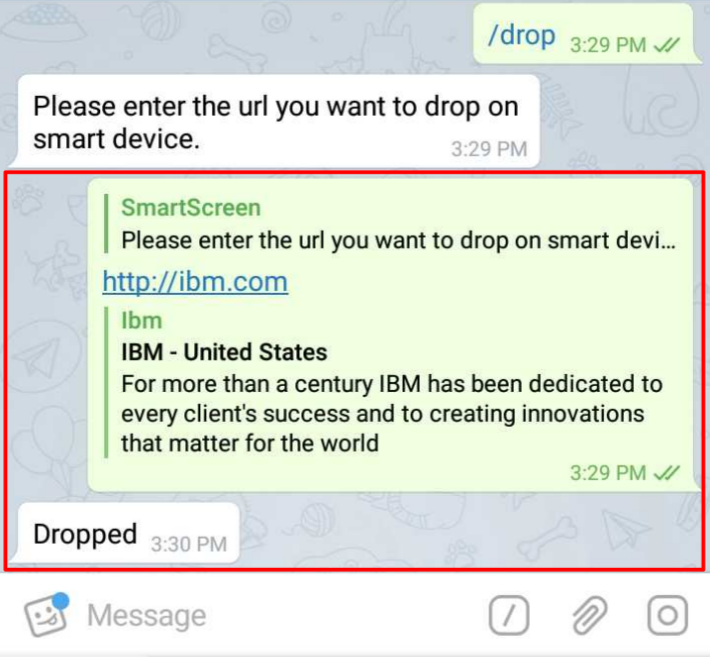 /drop 3:29 PM
Please enter the url you want to drop on
smart device.
3:29 PM
SmartScreen
Please enter the url you want to drop on smart devi...
http://ibm.com
Ibm
IBM - United States
For more than a century IBM has been dedicated to
every client's success and to creating innovations
that matter for the world
3:29 PM
Dropped 3:30 PM
Message